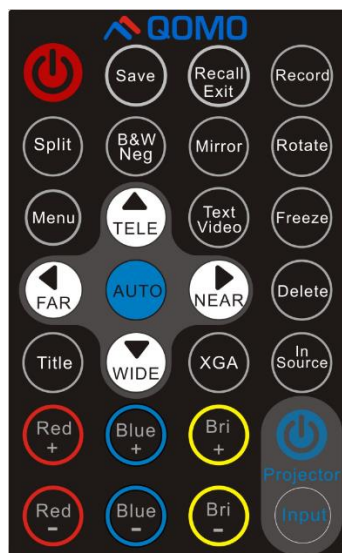 QOMO
Save
Recall
Exit
Record
Split
B&W
Neg
Mirror
Rotate
Menu
TELE
Text
Video
Freeze
FAR
AUTO
NEAR
Delete
Title
WIDE
XGA
In
Source
Red
+
Blue
+
Bri
+
Projector
Red
-
Blue
-
Bri
-
Input